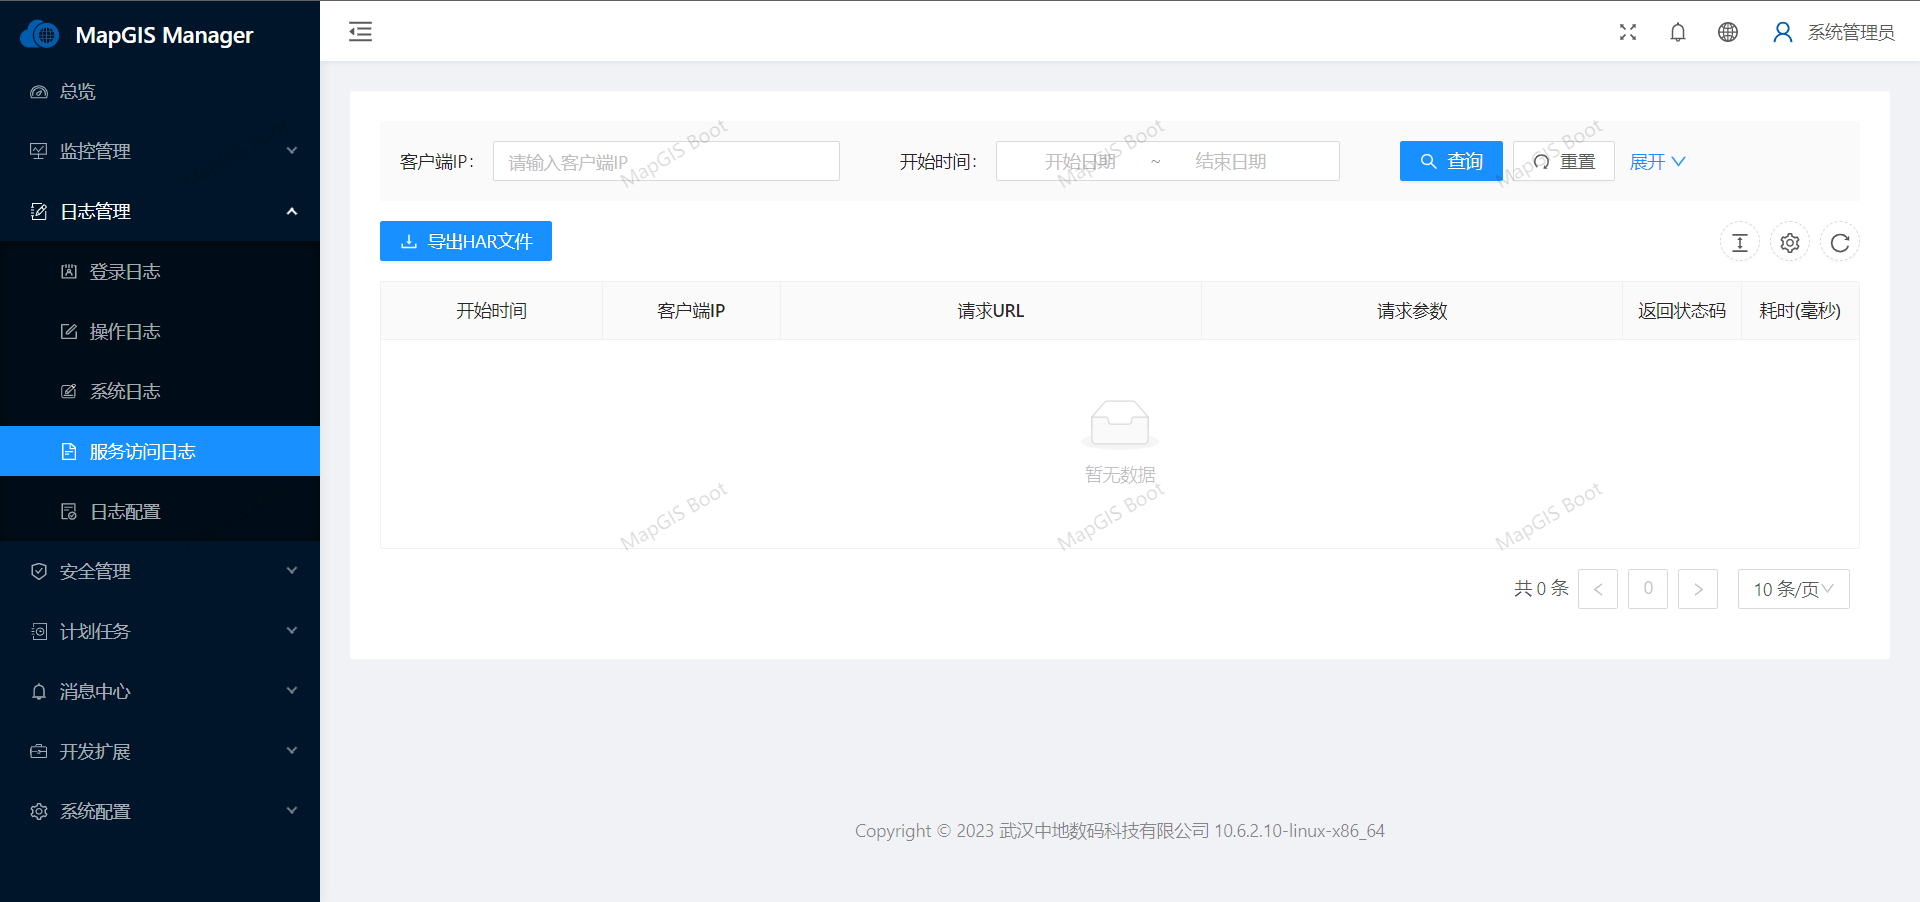 MapGIS Manager
系统管理员
总览
监控管理
日志管理
登录日志
操作日志
系统日志
服务访问日志
日志配置
安全管理
计划任务
消息中心
开发扩展
系统配置
客户端IP:
请输入客户端IP
开始时间:
开始日期 ~ 结束日期
查询
重置
展开
MapGIS Boot
MapGIS Boot
MapGIS Boot
导出HAR文件
开始时间 客户端IP 请求URL 请求参数 返回状态码 耗时(毫秒)
暂无数据
MapGIS Boot
MapGIS Boot
MapGIS Boot
共 0 条 < 0 > 10 条/页
Copyright © 2023 武汉中地数码科技有限公司 10.6.2.10-linux-x86_64